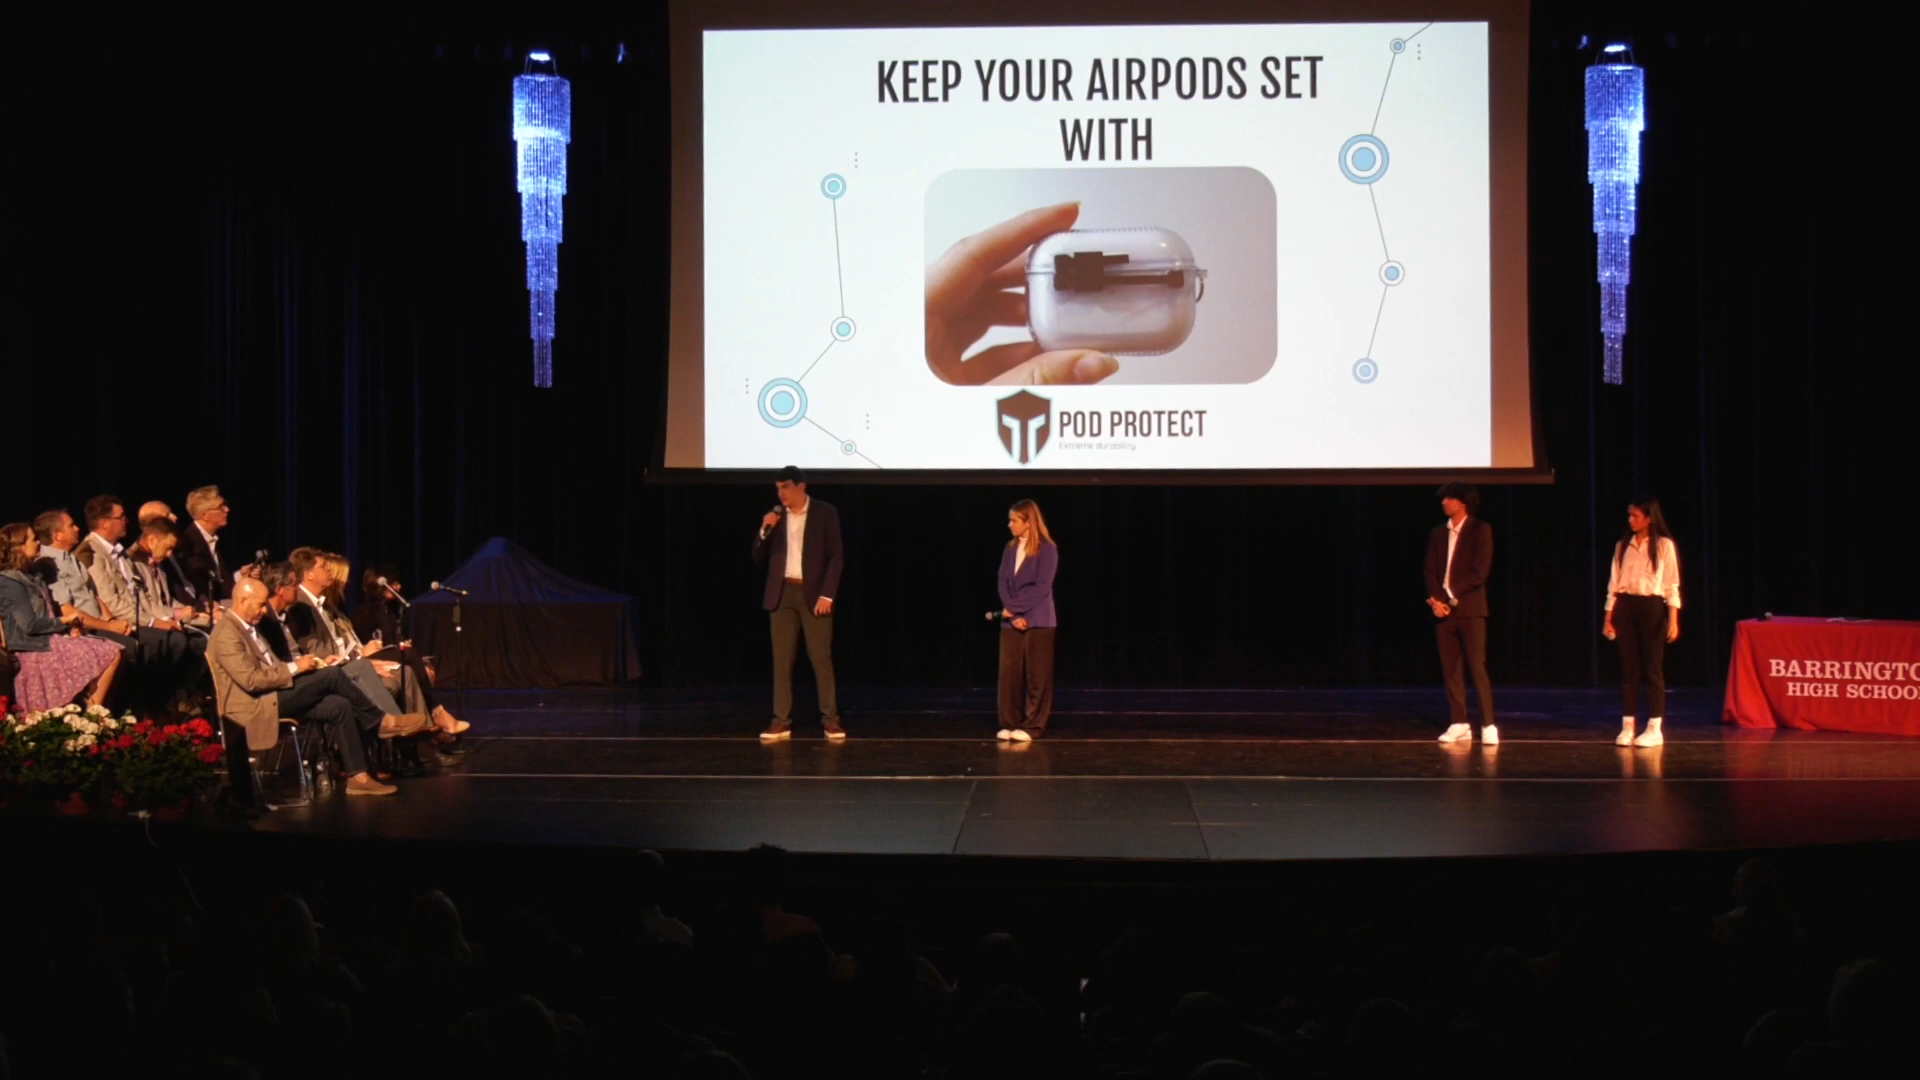 KEEP YOUR AIRPODS SET
WITH
POD PROTECT
Extreme durability
BARRINGTO
HIGH SCHOO